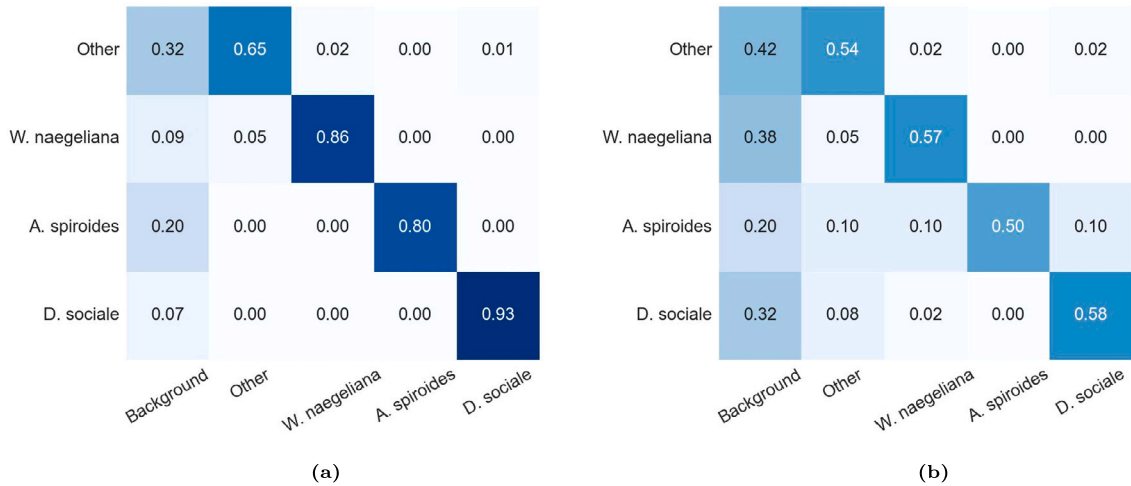 Other 0.32 0.65 0.02 0.00 0.01
W. naegeliana 0.09 0.05 0.86 0.00 0.00
A. spiroides 0.20 0.00 0.00 0.80 0.00
D. sociale 0.07 0.00 0.00 0.00 0.93
Background Other W. naegeliana A. spiroides D. sociale
(a)
Other 0.42 0.54 0.02 0.00 0.02
W. naegeliana 0.38 0.05 0.57 0.00 0.00
A. spiroides 0.20 0.10 0.10 0.50 0.10
D. sociale 0.32 0.08 0.02 0.00 0.58
Background Other W. naegeliana A. spiroides D. sociale
(b)